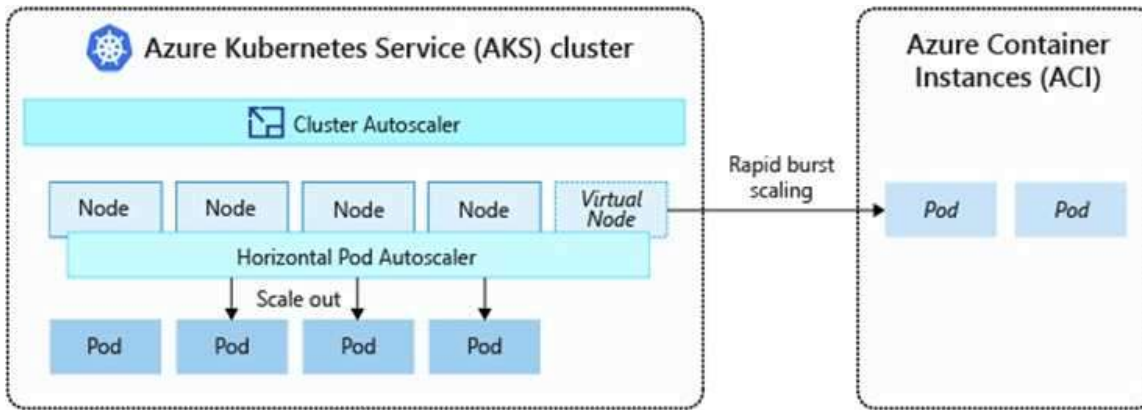 Azure Kubernetes Service (AKS) cluster
Azure Container
Instances (ACI)
Cluster Autoscaler
Rapid burst
scaling
Node
Node
Node
Node
Virtual
Node
Pod
Pod
Horizontal Pod Autoscaler
Scale out
Pod
Pod
Pod
Pod